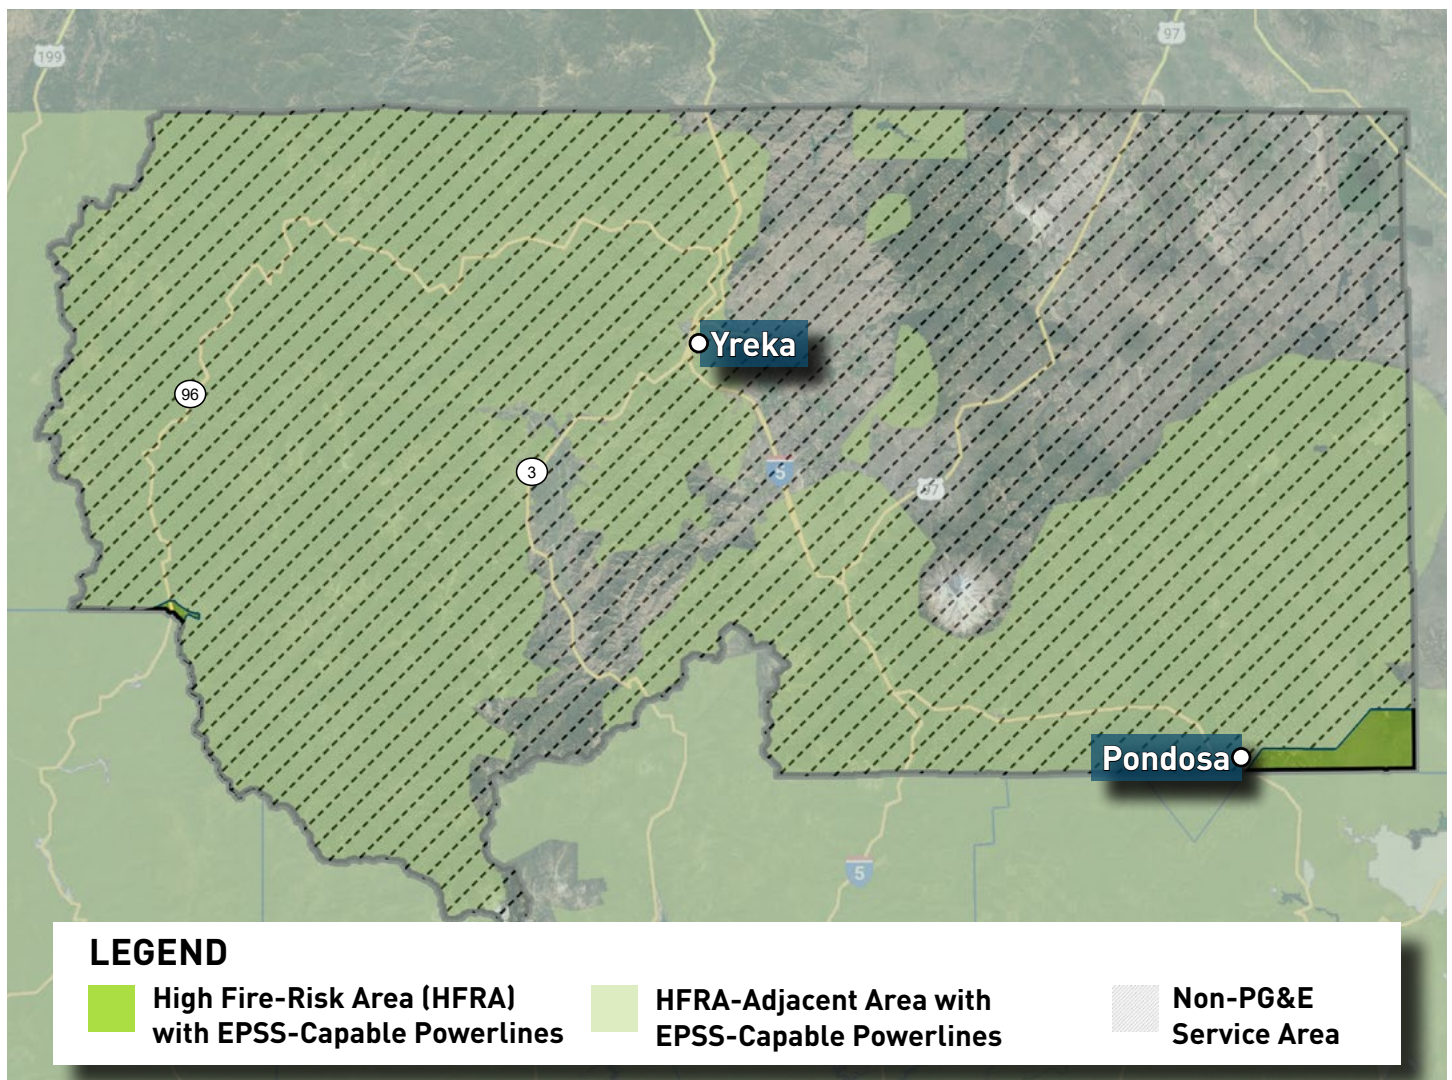 199
97
Yreka
96
3
5
97
Pondosa
5
LEGEND
High Fire-Risk Area (HFRA)
with EPSS-Capable Powerlines
HFRA-Adjacent Area with
EPSS-Capable Powerlines
Non-PG&E
Service Area